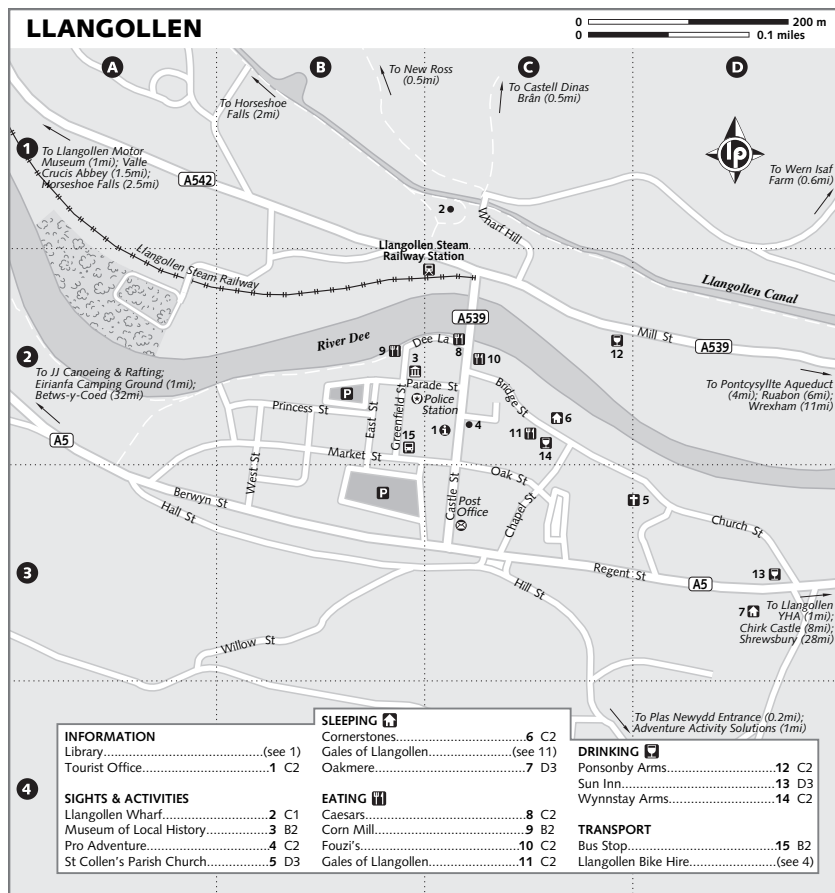 LLANGOLLEN
0 200 m
0 0.1 miles
A
B
C
D
To New Ross
(0.5mi)
To Castell Dinas
Brân (0.5mi)
To Horseshoe
Falls (2mi)
1
To Llangollen Motor
Museum (1mi); Valle
Crucis Abbey (1.5mi);
Horseshoe Falls (2.5mi)
A542
lp
To Wern Isaf
Farm (0.6mi)
2
Wharf Hill
Llangollen Steam
Railway Station
Llangollen Steam Railway
Llangollen Canal
A539
River Dee
Dee La
Mill St
A539
9
3
8
10
12
2
To JJ Canoeing & Rafting;
Eirianfa Camping Ground (1mi);
Betws-y-Coed (32mi)
To Pontcysyllte Aqueduct
(4mi); Ruabon (6mi);
Wrexham (11mi)
P
Parade St
Police
Station
Bridge St
Princess St
East St
Greenfield St
6
A5
15
1
4
11
14
West St
Market St
Oak St
P
Berwyn St
Hall St
Castle St
Post
Office
Chapel St
5
Church St
3
Regent St
A5
13
Hill St
7
To Llangollen
YHA (1mi);
Chirk Castle (8mi);
Shrewsbury (28mi)
Willow St
To Plas Newydd Entrance (0.2mi);
Adventure Activity Solutions (1mi)
4
INFORMATION
Library (see 1)
Tourist Office 1 C2
SIGHTS & ACTIVITIES
Llangollen Wharf 2 C1
Museum of Local History 3 B2
Pro Adventure 4 C2
St Collen's Parish Church 5 D3
SLEEPING
Cornerstones 6 C2
Gales of Llangollen (see 11)
Oakmere 7 D3
EATING
Caesars 8 C2
Corn Mill 9 B2
Fouzi's 10 C2
Gales of Llangollen 11 C2
DRINKING
Ponsonby Arms 12 C2
Sun Inn 13 D3
Wynnstay Arms 14 C2
TRANSPORT
Bus Stop 15 B2
Llangollen Bike Hire (see 4)